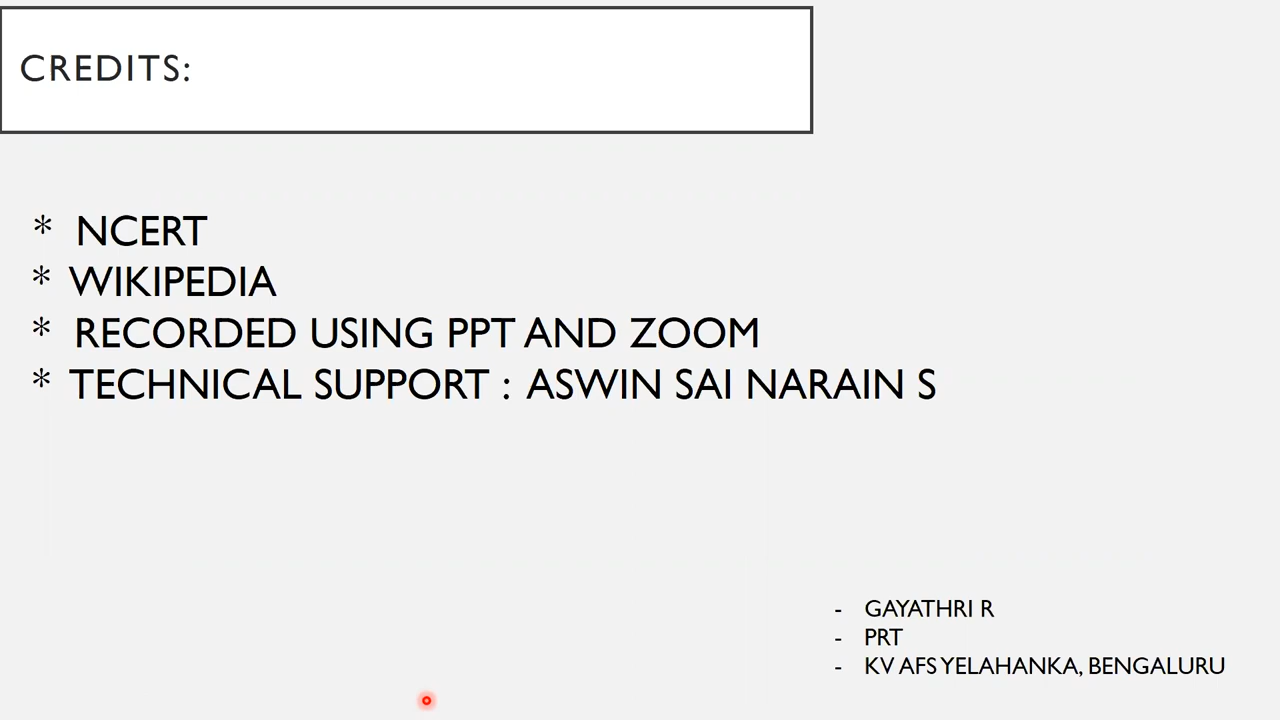 CREDITS:
* NCERT
* WIKIPEDIA
* RECORDED USING PPT AND ZOOM
* TECHNICAL SUPPORT : ASWIN SAI NARAIN S
- GAYATHRI R
- PRT
- KV AFS YELAHANKA, BENGALURU